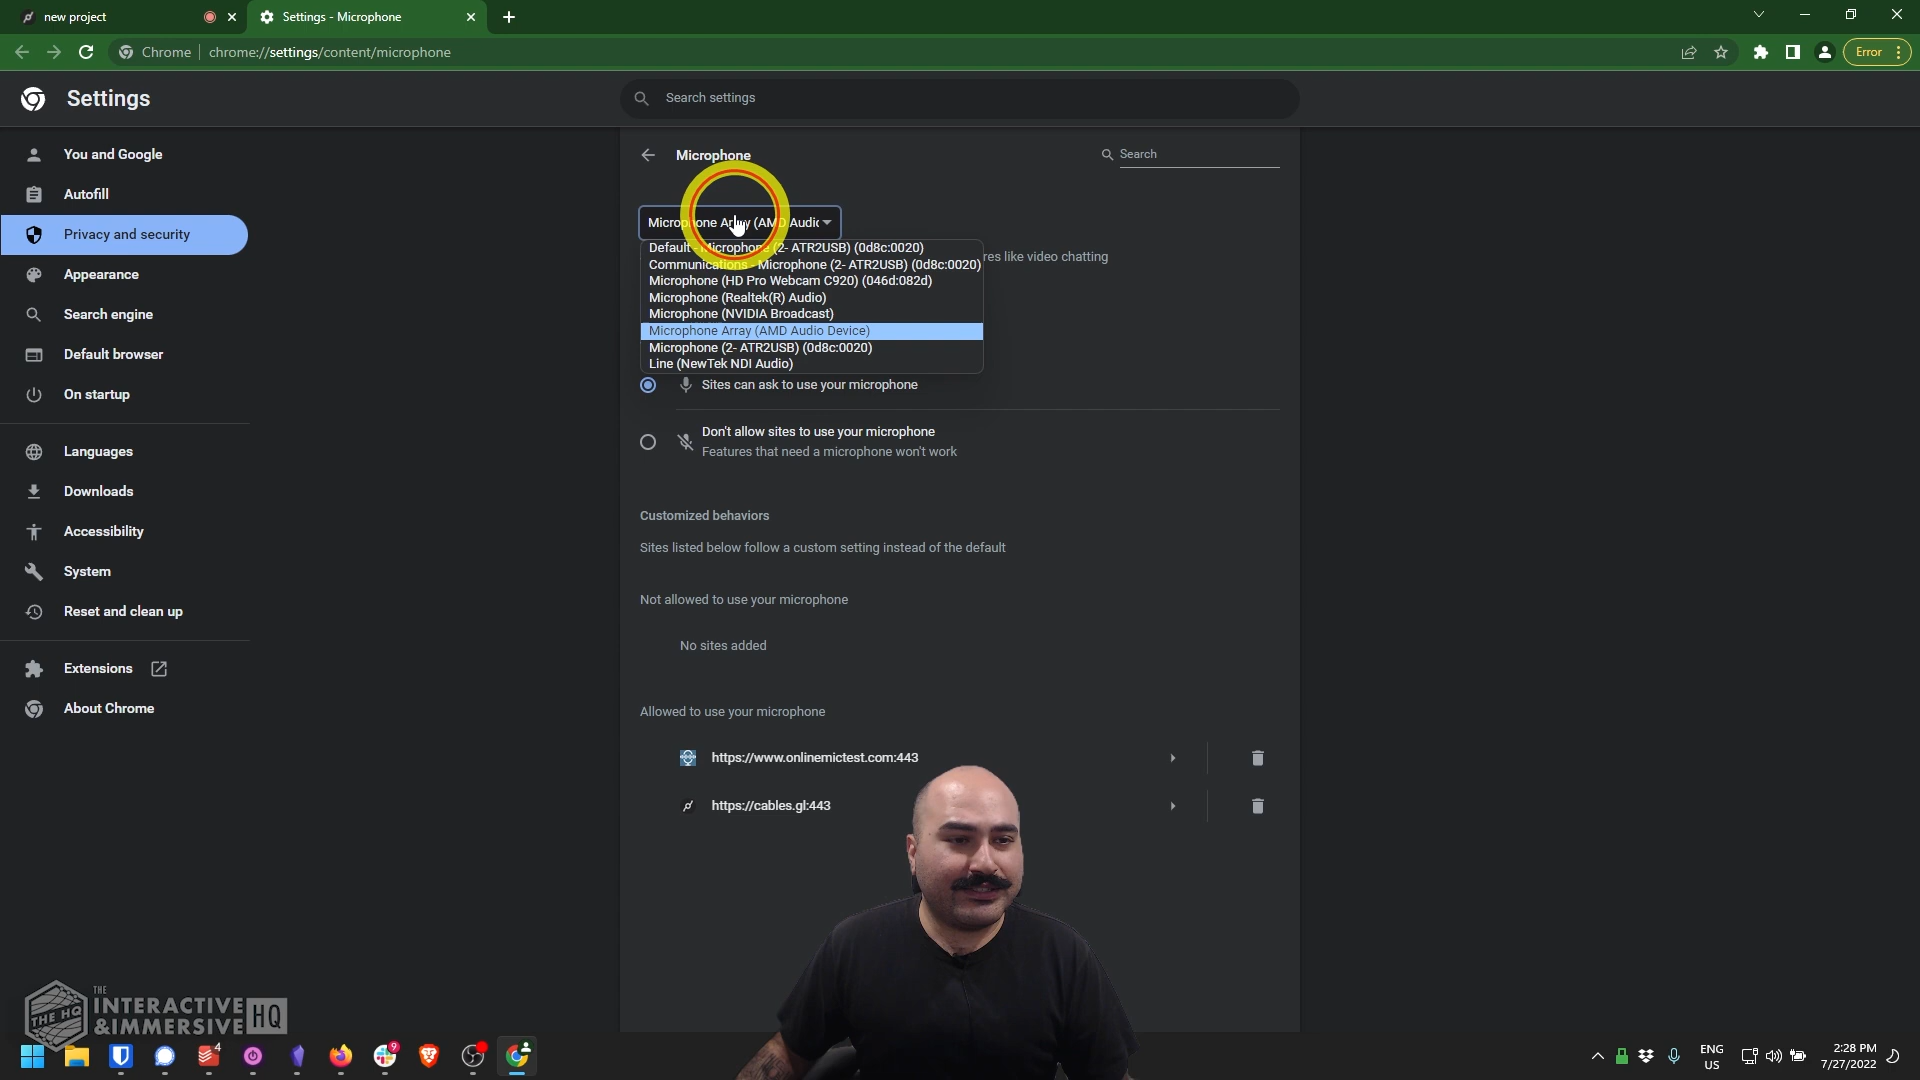 new project
Settings - Microphone
Chrome
chrome://settings/content/microphone
Error
Settings
Search settings
You and Google
Autofill
Privacy and security
Appearance
Search engine
Default browser
On startup
Languages
Downloads
Accessibility
System
Reset and clean up
Extensions
About Chrome
Microphone
Search
Microphone Array (AMD Audio
res like video chatting
Default - Microphone (2- ATR2USB) (0d8c:0020)
Communications - Microphone (2- ATR2USB) (0d8c:0020)
Microphone (HD Pro Webcam C920) (046d:082d)
Microphone (Realtek(R) Audio)
Microphone (NVIDIA Broadcast)
Microphone Array (AMD Audio Device)
Microphone (2- ATR2USB) (0d8c:0020)
Line (NewTek NDI Audio)
Sites can ask to use your microphone
Don't allow sites to use your microphone
Features that need a microphone won't work
Customized behaviors
Sites listed below follow a custom setting instead of the default
Not allowed to use your microphone
No sites added
Allowed to use your microphone
https://www.onlinemictest.com:443
https://cables.gl:443
THE HQ
THE
INTERACTIVE
&IMMERSIVE HQ
4
9
ENG
US
2:28 PM
7/27/2022